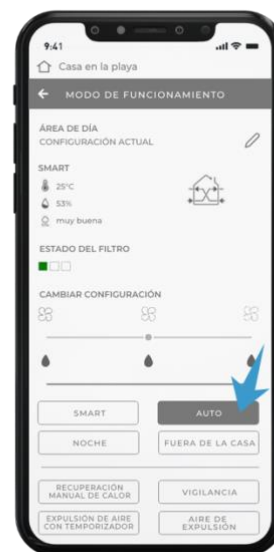 9:41
Casa en la playa
MODO DE FUNCIONAMIENTO
ÁREA DE DÍA
CONFIGURACIÓN ACTUAL
SMART
25°C
53%
muy buena
ESTADO DEL FILTRO
CAMBIAR CONFIGURACIÓN
SMART
AUTO
NOCHE
FUERA DE LA CASA
RECUPERACIÓN
MANUAL DE CALOR
VIGILANCIA
EXPULSIÓN DE AIRE
CON TEMPORIZADOR
AIRE DE
EXPULSIÓN